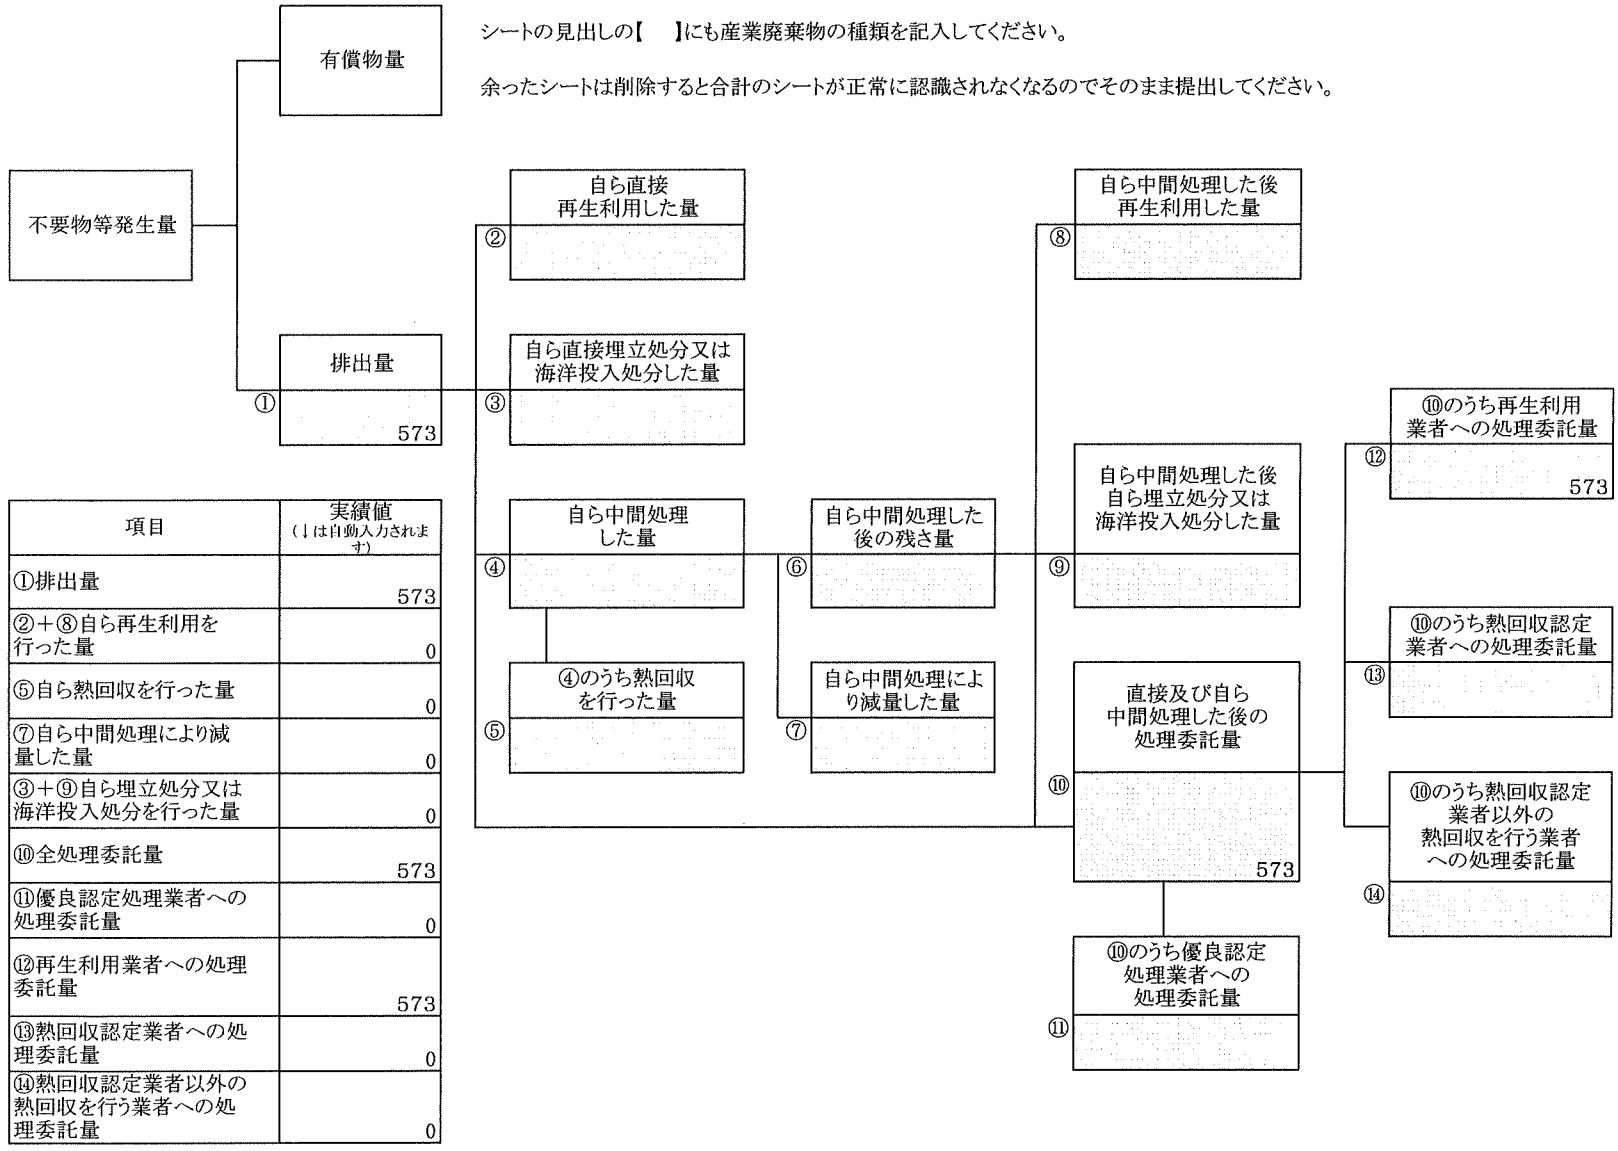 シートの見出しの【　】にも産業廃棄物の種類を記入してください。
余ったシートは削除すると合計のシートが正常に認識されなくなるのでそのまま提出してください。
有償物量
不要物等発生量
排出量
①
573
自ら直接
再生利用した量
②
自ら直接埋立処分又は
海洋投入処分した量
③
自ら中間処理
した量
④
④のうち熱回収
を行った量
⑤
自ら中間処理した
後の残さ量
⑥
自ら中間処理によ
り減量した量
⑦
自ら中間処理した後
再生利用した量
⑧
自ら中間処理した後
自ら埋立処分又は
海洋投入処分した量
⑨
直接及び自ら
中間処理した後の
処理委託量
⑩
573
⑩のうち優良認定
処理業者への
処理委託量
⑪
⑩のうち再生利用
業者への処理委託量
⑫
573
⑩のうち熱回収認定
業者への処理委託量
⑬
⑩のうち熱回収認定
業者以外の
熱回収を行う業者
への処理委託量
⑭
項目
実績値
(↓は自動入力されま
す)
①排出量
573
②＋⑧自ら再生利用を
行った量
0
⑤自ら熱回収を行った量
0
⑦自ら中間処理により減
量した量
0
③＋⑨自ら埋立処分又は
海洋投入処分を行った量
0
⑩全処理委託量
573
⑪優良認定処理業者への
処理委託量
0
⑫再生利用業者への処理
委託量
573
⑬熱回収認定業者への処
理委託量
0
⑭熱回収認定業者以外の
熱回収を行う業者への処
理委託量
0